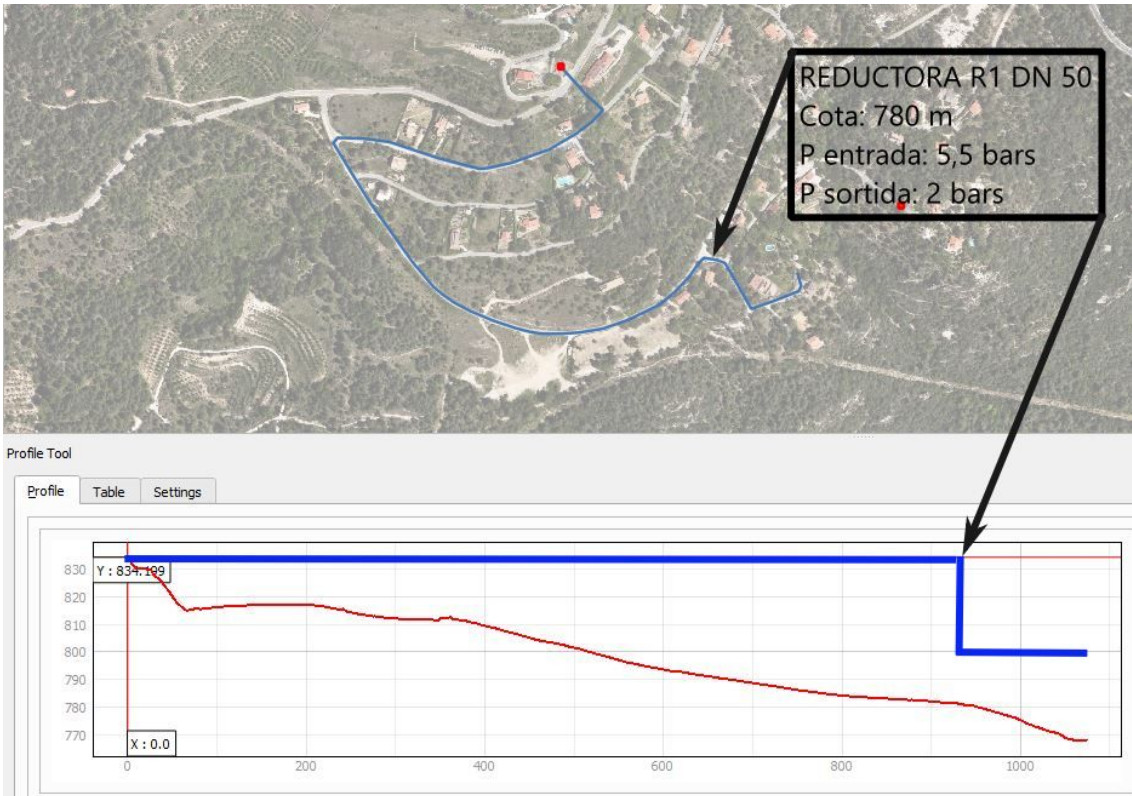 REDUCTORA R1 DN 50
Cota: 780 m
P entrada: 5,5 bars
P sortida: 2 bars
Profile Tool
Profile Table Settings
830
Y : 834.199
820
810
800
790
780
770
X : 0.0
0 200 400 600 800 1000